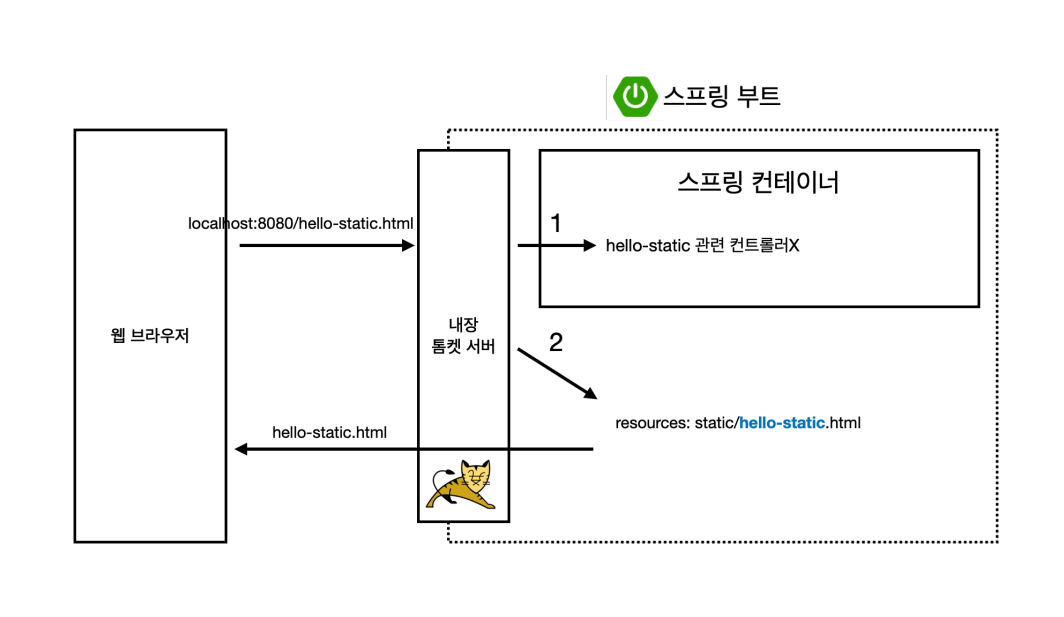 스프링 부트
스프링 컨테이너
localhost:8080/hello-static.html
1
hello-static 관련 컨트롤러X
웹 브라우저
내장
톰켓 서버
2
resources: static/hello-static.html
hello-static.html